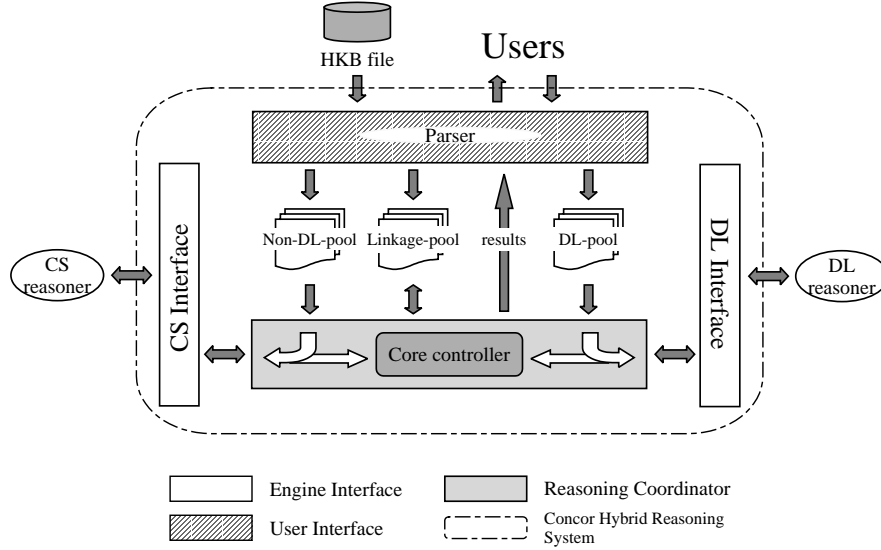 HKB file
Users
Parser
Non-DL-pool
Linkage-pool
results
DL-pool
CS
reasoner
CS Interface
DL Interface
DL
reasoner
Core controller
Engine Interface
Reasoning Coordinator
User Interface
Concor Hybrid Reasoning
System